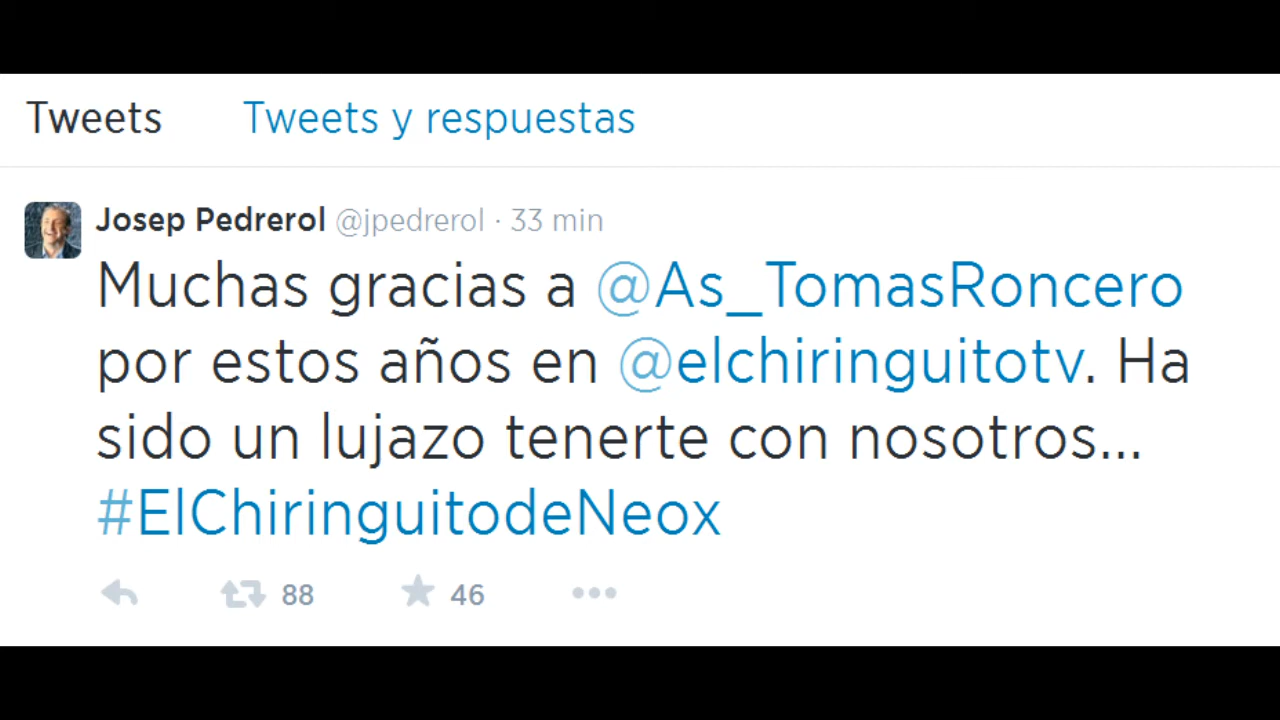 Tweets Tweets y respuestas
Josep Pedrerol @jpedrerol · 33 min
Muchas gracias a @As_TomasRoncero
por estos años en @elchiringuitotv. Ha
sido un lujazo tenerte con nosotros...
#ElChiringuitodeNeox
88 46